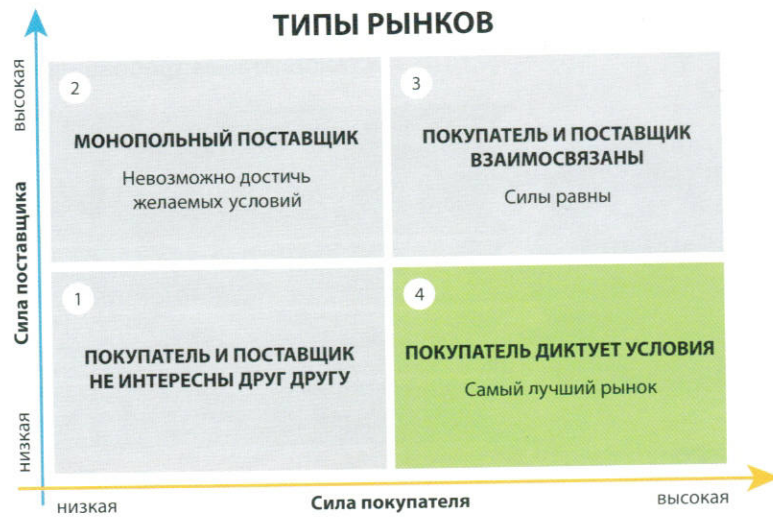 ТИПЫ РЫНКОВ
высокая
Сила поставщика
низкая
2
МОНОПОЛЬНЫЙ ПОСТАВЩИК
Невозможно достичь
желаемых условий
3
ПОКУПАТЕЛЬ И ПОСТАВЩИК
ВЗАИМОСВЯЗАНЫ
Силы равны
1
ПОКУПАТЕЛЬ И ПОСТАВЩИК
НЕ ИНТЕРЕСНЫ ДРУГ ДРУГУ
4
ПОКУПАТЕЛЬ ДИКТУЕТ УСЛОВИЯ
Самый лучший рынок
низкая
Сила покупателя
высокая